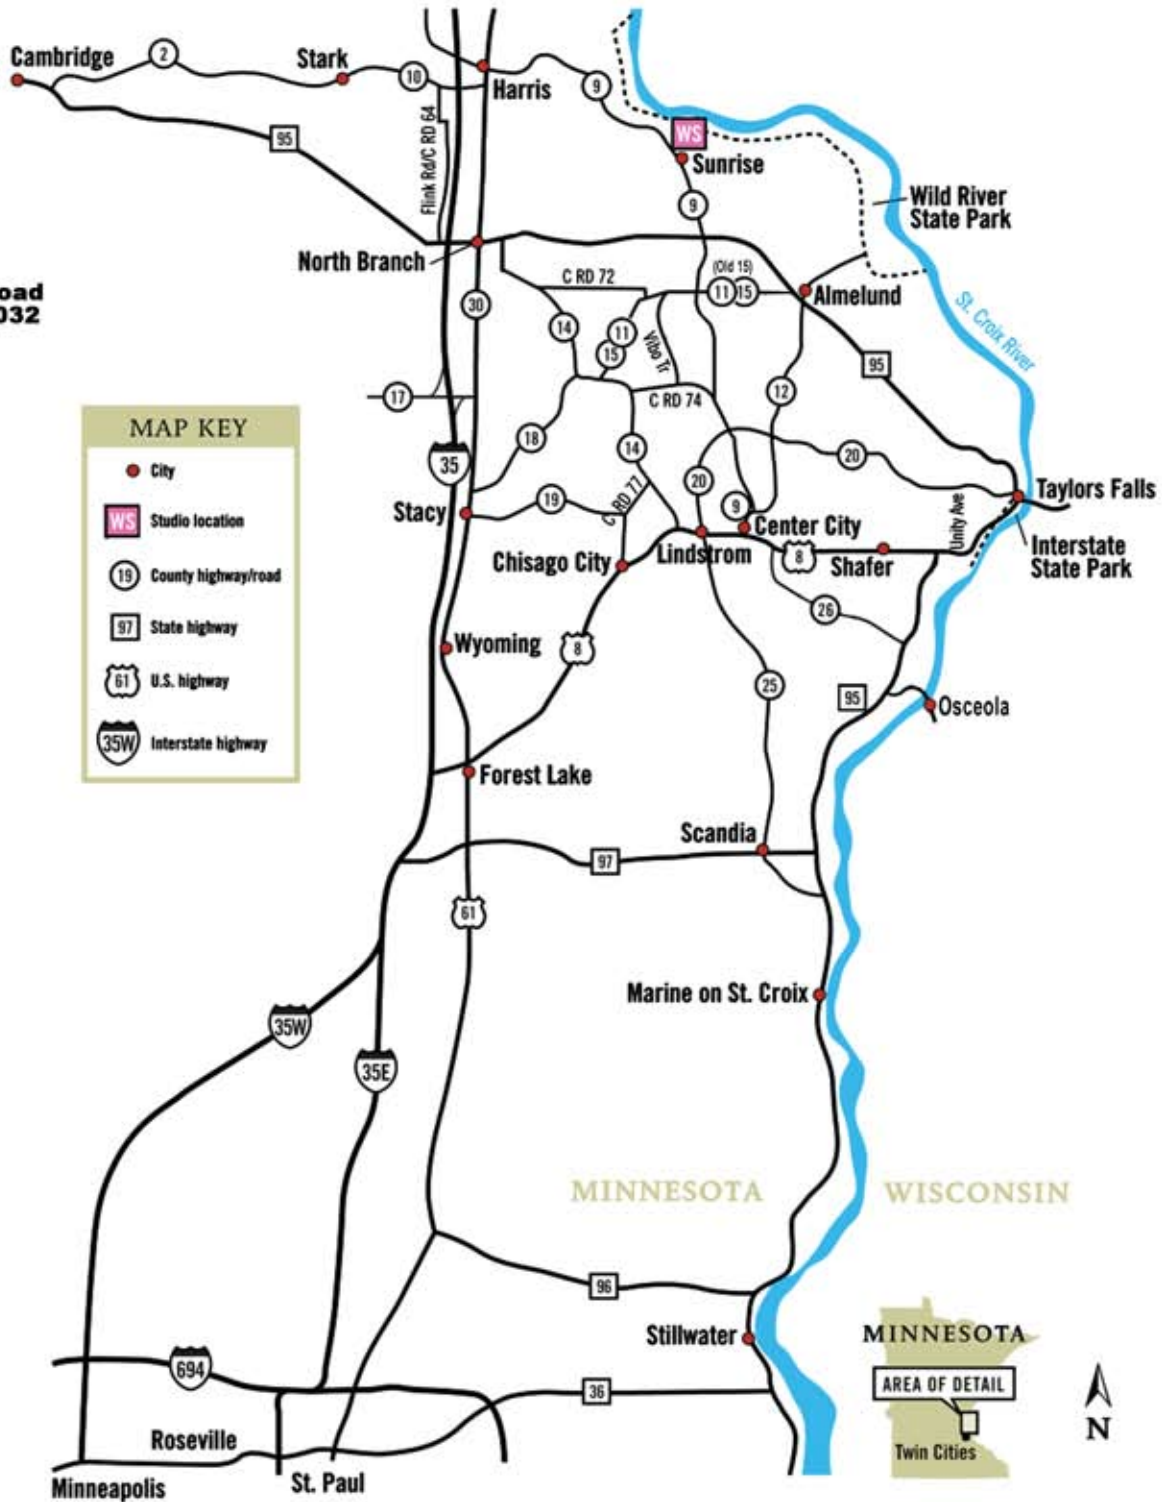 Cambridge
2
Stark
10
Harris
9
95
Flink Rd/C RD 64
WS
Sunrise
9
Wild River
State Park
North Branch
C RD 72
(Old 15)
11
15
Almelund
oad
032
30
14
11
15
Vibo Tr
St. Croix River
95
17
C RD 74
12
MAP KEY
City
WS
Studio location
19
County highway/road
97
State highway
61
U.S. highway
35W
Interstate highway
35
18
14
20
20
Stacy
19
C RD 77
9
Center City
Unity Ave
Taylors Falls
Chisago City
Lindstrom
8
Shafer
Interstate
State Park
26
Wyoming
8
25
95
Osceola
Forest Lake
Scandia
97
61
Marine on St. Croix
35W
35E
MINNESOTA
WISCONSIN
96
Stillwater
MINNESOTA
AREA OF DETAIL
Twin Cities
N
694
36
Roseville
Minneapolis
St. Paul